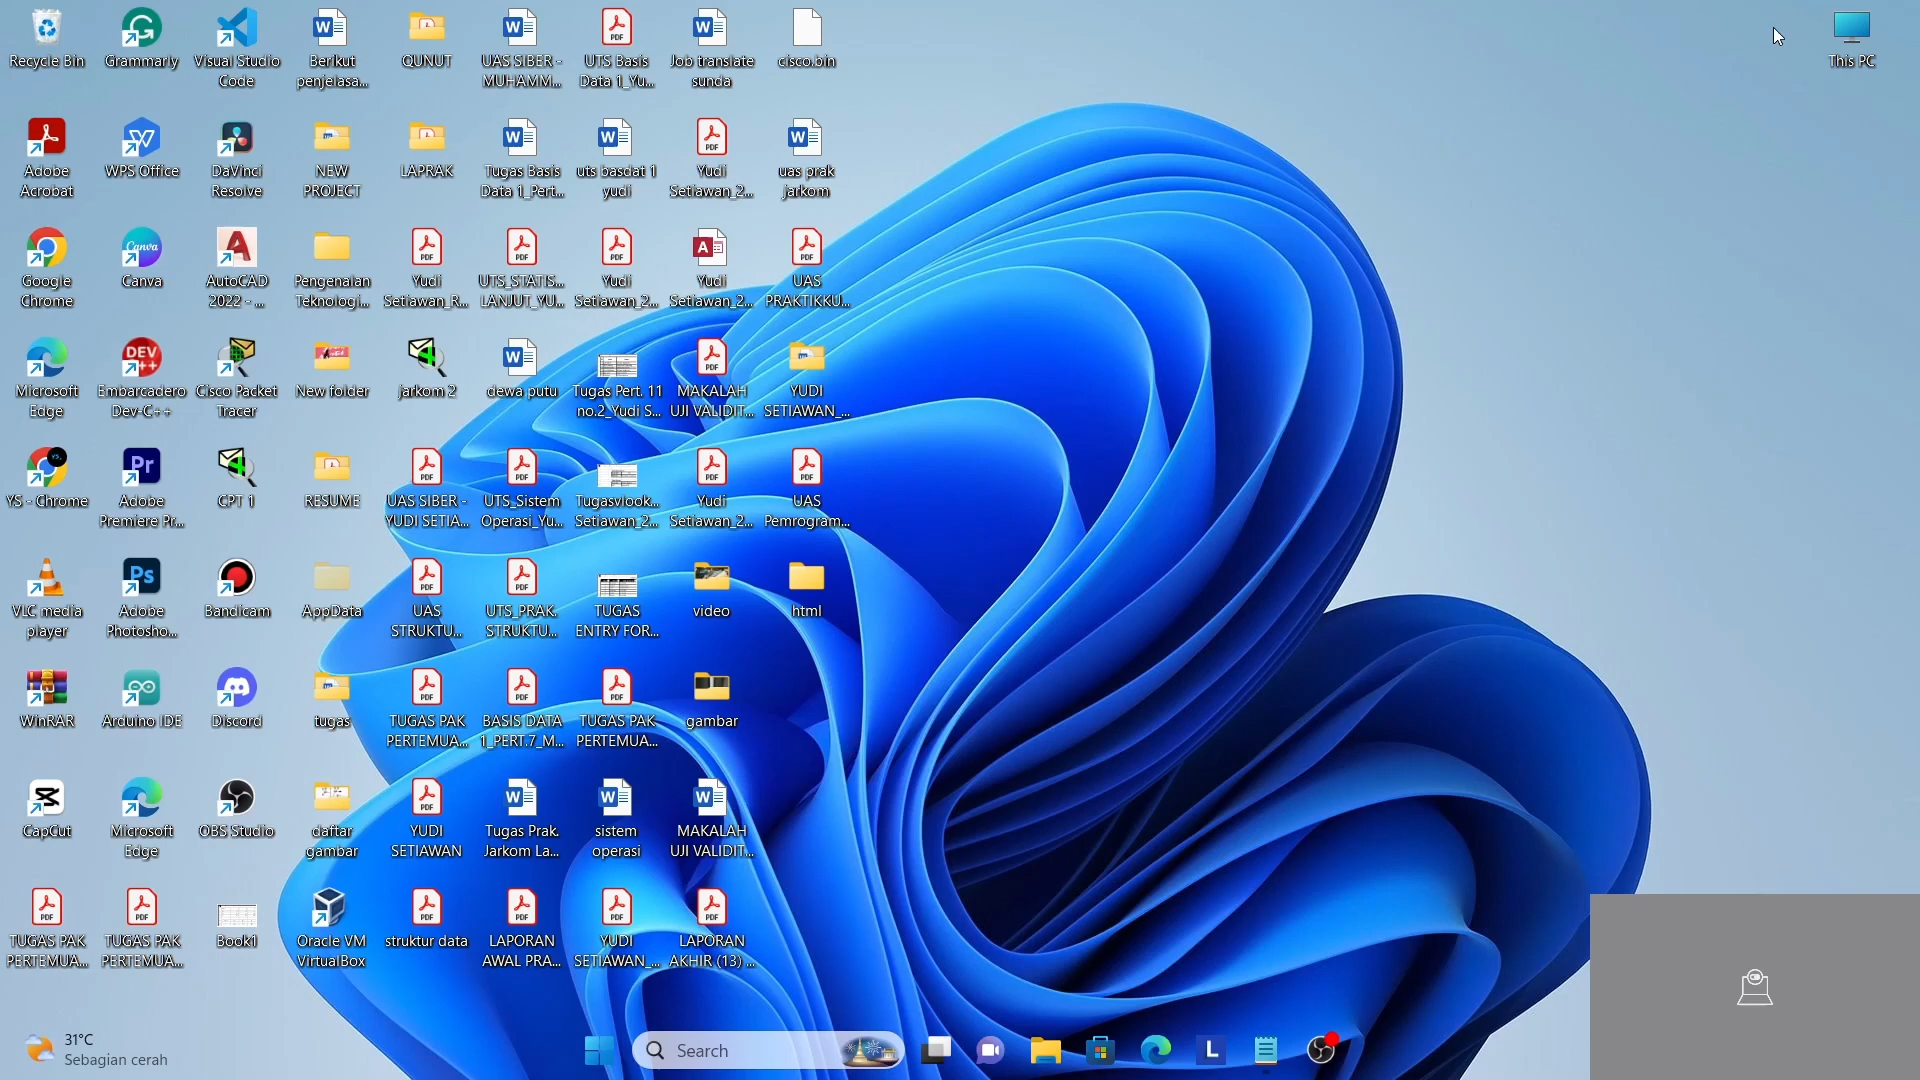 Recycle Bin
Grammarly
Visual Studio
Code
Berikut
penjelasa...
QUNUT
UAS SIBER -
MUHAMM...
UTS Basis
Data 1_Yu...
Job translate
sunda
cisco.bin
This PC
Adobe
Acrobat
WPS Office
DaVinci
Resolve
NEW
PROJECT
LAPRAK
Tugas Basis
Data 1_Pert...
uts basdat 1
yudi
Yudi
Setiawan_2...
uas prak
jarkom
Google
Chrome
Canva
AutoCAD
2022 - ...
Pengenalan
Teknologi...
Yudi
Setiawan_R...
UTS_STATIS...
LANJUT_YU...
Yudi
Setiawan_2...
Yudi
Setiawan_2...
UAS
PRAKTIKKU...
Microsoft
Edge
Embarcadero
Dev-C++
Cisco Packet
Tracer
New folder
jarkom 2
dewa putu
Tugas Pert. 11
no.2_Yudi S...
MAKALAH
UJI VALIDIT...
YUDI
SETIAWAN_...
YS - Chrome
Adobe
Premiere Pr...
CPT 1
RESUME
UAS SIBER -
YUDI SETIA...
UTS_Sistem
Operasi_Yu...
Tugasvlook...
Setiawan_2...
Yudi
Setiawan_2...
UAS
Pemrogram...
VLC media
player
Adobe
Photosho...
Bandicam
AppData
UAS
STRUKTU...
UTS_PRAK.
STRUKTU...
TUGAS
ENTRY FOR...
video
html
WinRAR
Arduino IDE
Discord
tugas
TUGAS PAK
PERTEMUA...
BASIS DATA
1_PERT.7_M...
TUGAS PAK
PERTEMUA...
gambar
CapCut
Microsoft
Edge
OBS Studio
daftar
gambar
YUDI
SETIAWAN
Tugas Prak.
Jarkom La...
sistem
operasi
MAKALAH
UJI VALIDIT...
TUGAS PAK
PERTEMUA...
TUGAS PAK
PERTEMUA...
Book1
Oracle VM
VirtualBox
struktur data
LAPORAN
AWAL PRA...
YUDI
SETIAWAN_...
LAPORAN
AKHIR (13) ...
31°C
Sebagian cerah
Search